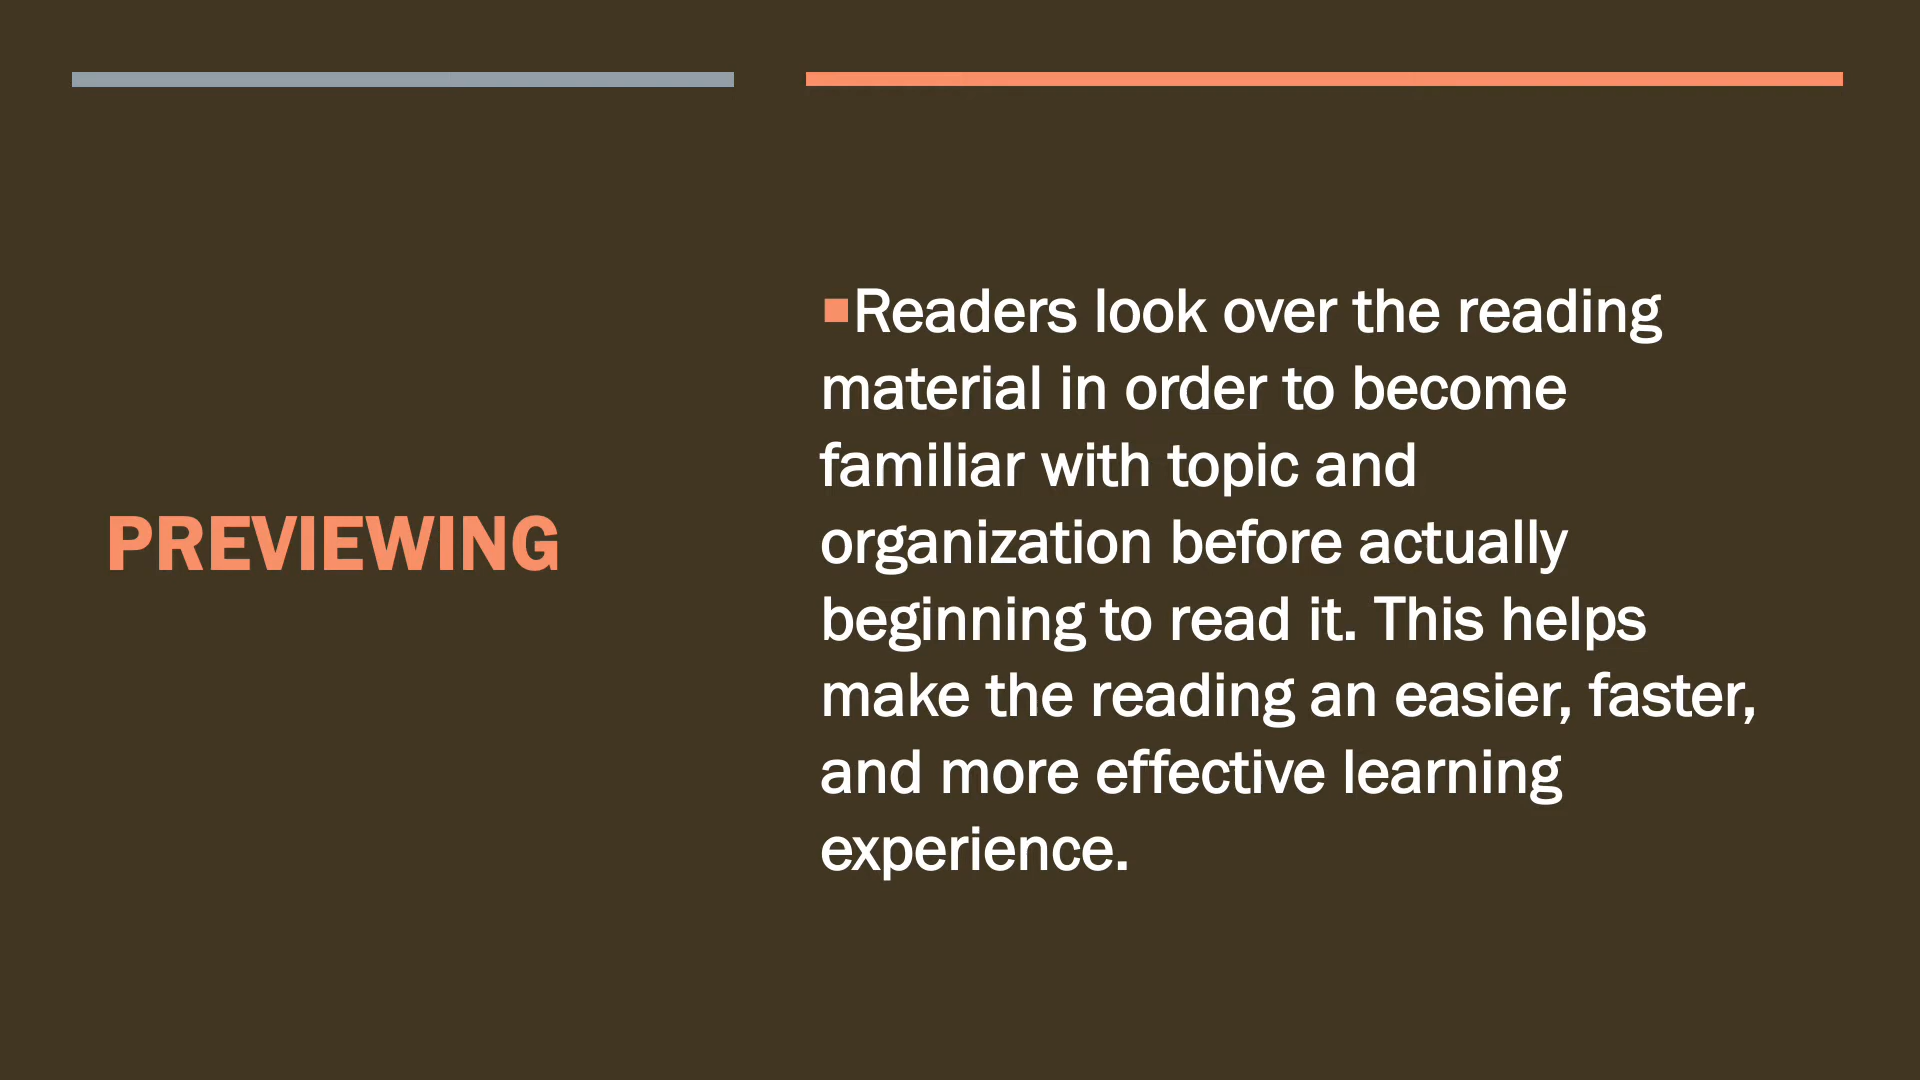 PREVIEWING
▪Readers look over the reading
material in order to become
familiar with topic and
organization before actually
beginning to read it. This helps
make the reading an easier, faster,
and more effective learning
experience.